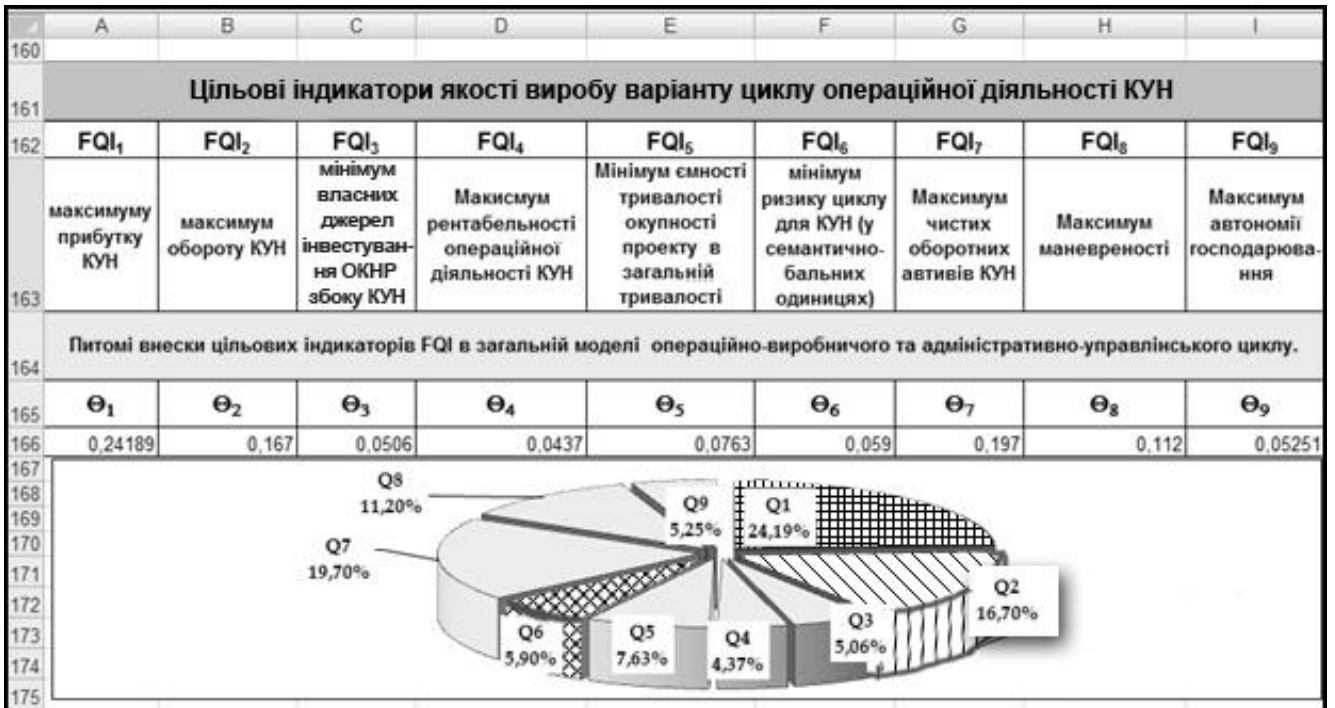 A B C D E F G H I
160
161 Цільові індикатори якості виробу варіанту циклу операційної діяльності КУН
162 FQI₁ FQI₂ FQI₃ FQI₄ FQI₅ FQI₆ FQI₇ FQI₈ FQI₉
максимуму
прибутку
КУН
максимум
обороту КУН
мінімум
власних
джерел
інвестуван-
ня ОКНР
збоку КУН
Макисмум
рентабельності
операційної
діяльності КУН
Мінімум ємності
тривалості
окупності
проекту в
загальній
тривалості
мінімум
ризику циклу
для КУН (у
семантично-
бальних
одиницях)
Максимум
чистих
оборотних
автивів КУН
Максимум
маневреності
Максимум
автономії
господарюва-
ння
163
164 Питомі внески цільових індикаторів FQI в загальній моделі операційно-виробничого та адміністративно-управлінського циклу.
165 Θ₁ Θ₂ Θ₃ Θ₄ Θ₅ Θ₆ Θ₇ Θ₈ Θ₉
166 0,24189 0,167 0,0506 0,0437 0,0763 0,059 0,197 0,112 0,05251
167
168
169
170
171
172
173
174
175
Q8
11,20%
Q9
5,25%
Q1
24,19%
Q7
19,70%
Q2
16,70%
Q6
5,90%
Q5
7,63%
Q4
4,37%
Q3
5,06%